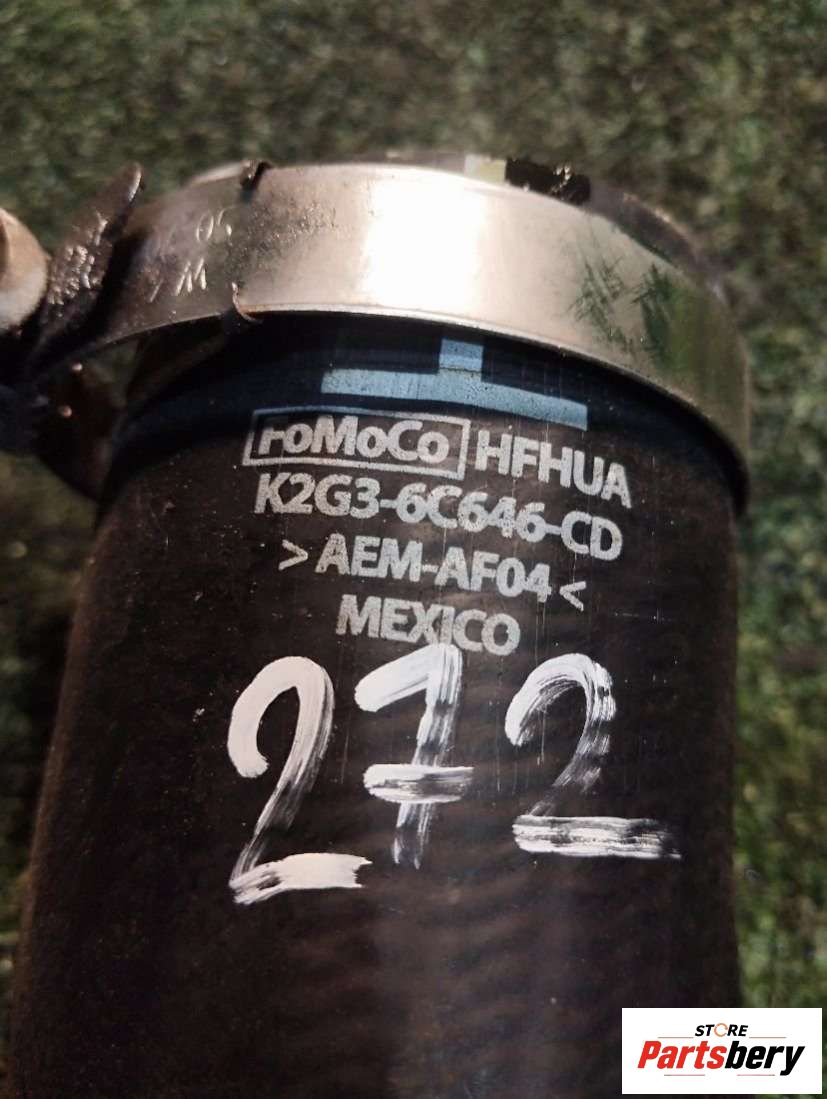 FoMoCo HFHUA
K2G3-6C646-CD
>AEM-AF04<
MEXICO
272
STORE
Partsbery